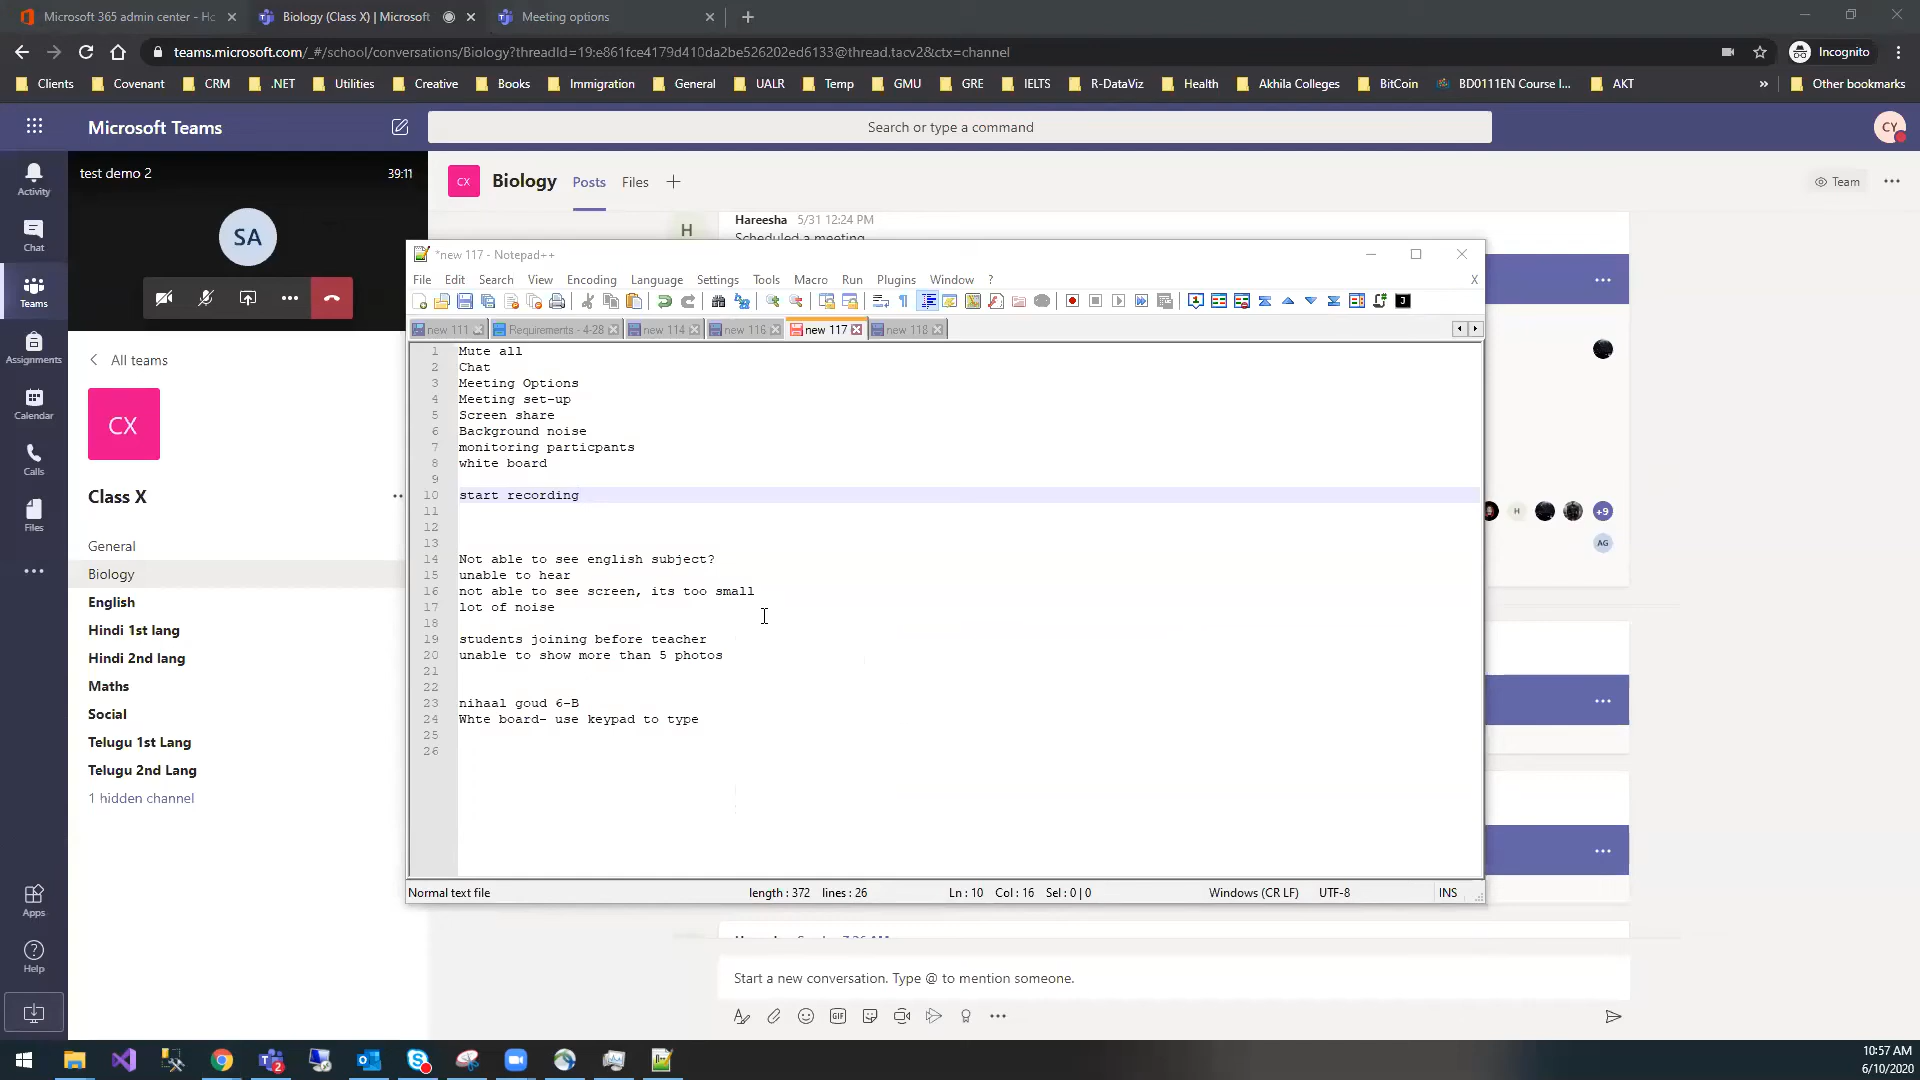 Microsoft 365 admin center - Hc
Biology (Class X) | Microsoft
Meeting options
teams.microsoft.com/_#/school/conversations/Biology?threadId=19:e861fce4179d410da2be526202ed6133@thread.tacv2&ctx=channel
Incognito
Clients
Covenant
CRM
.NET
Utilities
Creative
Books
Immigration
General
UALR
Temp
GMU
GRE
IELTS
R-DataViz
Health
Akhila Colleges
BitCoin
BD0111EN Course I...
AKT
»
Other bookmarks
Microsoft Teams
Search or type a command
CY
Activity
Chat
Teams
Assignments
Calendar
Calls
Files
Apps
Help
test demo 2
39:11
SA
All teams
CX
Class X
General
Biology
English
Hindi 1st lang
Hindi 2nd lang
Maths
Social
Telugu 1st Lang
Telugu 2nd Lang
1 hidden channel
CX
Biology
Posts
Files
Team
H
Hareesha 5/31 12:24 PM
Scheduled a meeting
*new 117 - Notepad++
File Edit Search View Encoding Language Settings Tools Macro Run Plugins Window ?
X
new 111
Requirements - 4-28
new 114
new 116
new 117
new 118
1 Mute all
2 Chat
3 Meeting Options
4 Meeting set-up
5 Screen share
6 Background noise
7 monitoring particpants
8 white board
9
10 start recording
11
12
13
14 Not able to see english subject?
15 unable to hear
16 not able to see screen, its too small
17 lot of noise
18
19 students joining before teacher
20 unable to show more than 5 photos
21
22
23 nihaal goud 6-B
24 Whte board- use keypad to type
25
26
Normal text file
length : 372 lines : 26
Ln : 10 Col : 16 Sel : 0 | 0
Windows (CR LF)
UTF-8
INS
H
+9
AG
Start a new conversation. Type @ to mention someone.
GIF
2
10:57 AM
6/10/2020